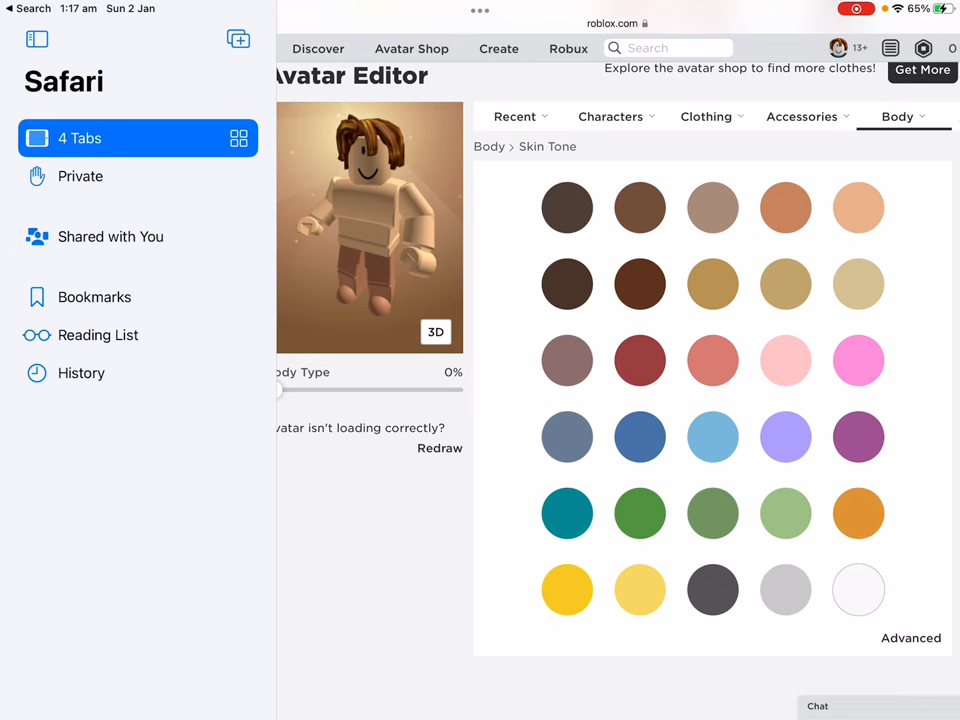 ◀ Search 1:17 am Sun 2 Jan
65%
roblox.com
Safari
4 Tabs
Private
Shared with You
Bookmarks
Reading List
History
Discover Avatar Shop Create Robux Search 13+ 0
Avatar Editor
Explore the avatar shop to find more clothes! Get More
Recent Characters Clothing Accessories Body
Body > Skin Tone
3D
ody Type 0%
vatar isn't loading correctly?
Redraw
Advanced
Chat